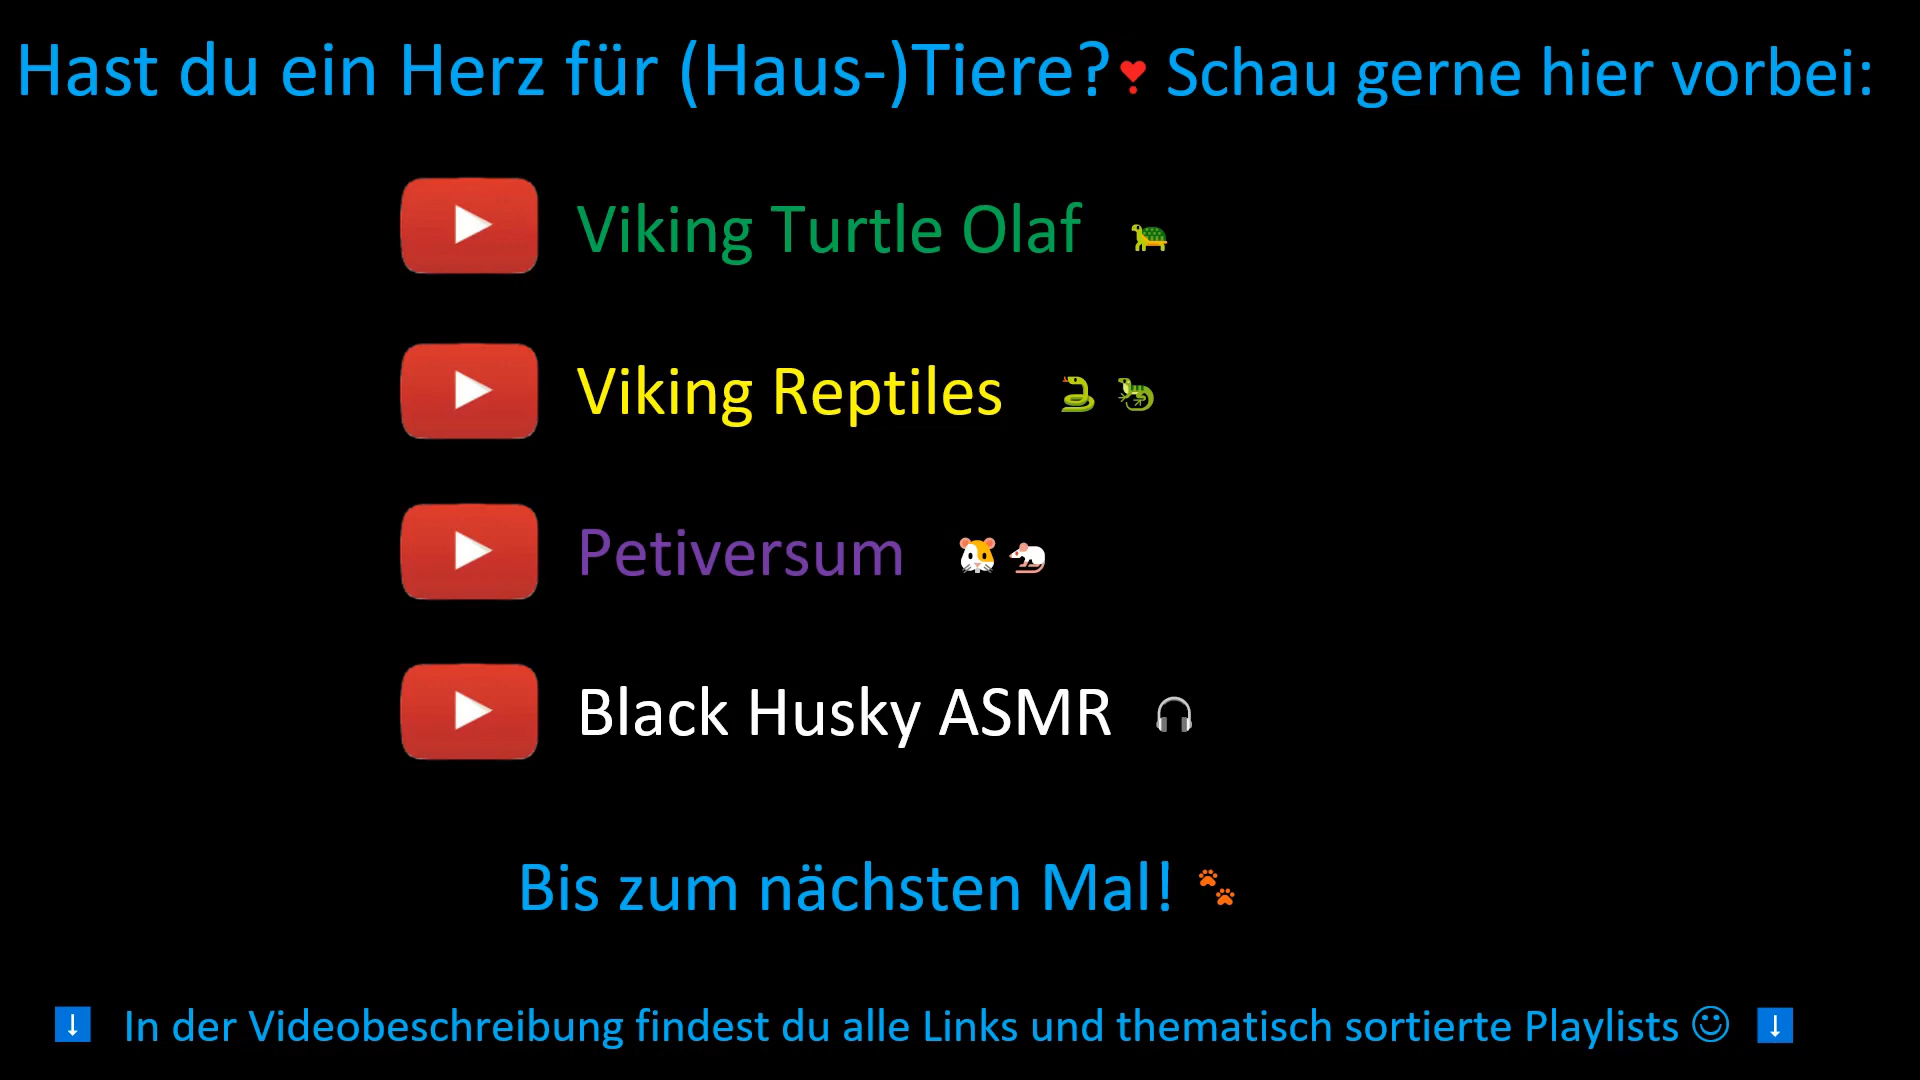 Hast du ein Herz für (Haus-)Tiere?❣ Schau gerne hier vorbei:
Viking Turtle Olaf 🐢
Viking Reptiles 🐍 🦎
Petiversum 🐹 🐁
Black Husky ASMR 🎧
Bis zum nächsten Mal! 🐾
⬇ In der Videobeschreibung findest du alle Links und thematisch sortierte Playlists ☺ ⬇